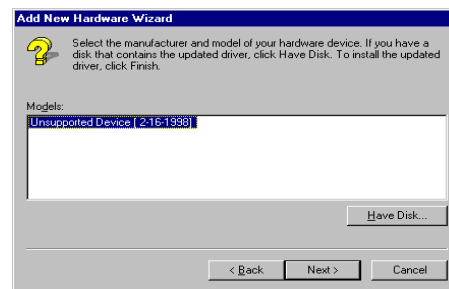 Add New Hardware Wizard
Select the manufacturer and model of your hardware device. If you have a
disk that contains the updated driver, click Have Disk. To install the updated
driver, click Finish.
Models:
Unsupported Device [ 2-16-1998]
Have Disk...
< Back
Next >
Cancel